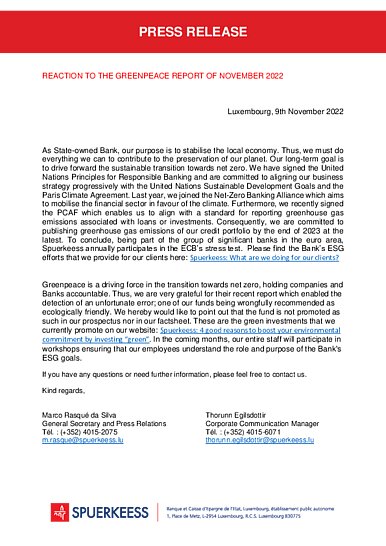 PRESS RELEASE
REACTION TO THE GREENPEACE REPORT OF NOVEMBER 2022
Luxembourg, 9th November 2022
As State-owned Bank, our purpose is to stabilise the local economy. Thus, we must do
everything we can to contribute to the preservation of our planet. Our long-term goal is
to drive forward the sustainable transition towards net zero. We have signed the United
Nations Principles for Responsible Banking and are committed to aligning our business
strategy progressively with the United Nations Sustainable Development Goals and the
Paris Climate Agreement. Last year, we joined the Net-Zero Banking Alliance which aims
to mobilise the financial sector in favour of the climate. Furthermore, we recently signed
the PCAF which enables us to align with a standard for reporting greenhouse gas
emissions associated with loans or investments. Consequently, we are committed to
publishing greenhouse gas emissions of our credit portfolio by the end of 2023 at the
latest. To conclude, being part of the group of significant banks in the euro area,
Spuerkeess annually participates in the ECB's stress test. Please find the Bank's ESG
efforts that we provide for our clients here: Spuerkeess: What are we doing for our clients?
Greenpeace is a driving force in the transition towards net zero, holding companies and
Banks accountable. Thus, we are very grateful for their recent report which enabled the
detection of an unfortunate error; one of our funds being wrongfully recommended as
ecologically friendly. We hereby would like to point out that the fund is not promoted as
such in our prospectus nor in our factsheet. These are the green investments that we
currently promote on our website: Spuerkeess: 4 good reasons to boost your environmental
commitment by investing "green". In the coming months, our entire staff will participate in
workshops ensuring that our employees understand the role and purpose of the Bank's
ESG goals.
If you have any questions or need further information, please feel free to contact us.
Kind regards,
Marco Rasqué da Silva
General Secretary and Press Relations
Tél. : (+352) 4015-2075
m.rasque@spuerkeess.lu
Thorunn Egilsdottir
Corporate Communication Manager
Tél. : (+352) 4015-6071
thorunn.egilsdottir@spuerkeess.lu
SPUERKEESS
Banque et Caisse d'Epargne de l'Etat, Luxembourg, établissement public autonome
1, Place de Metz, L-2954 Luxembourg, R.C.S. Luxembourg B30775